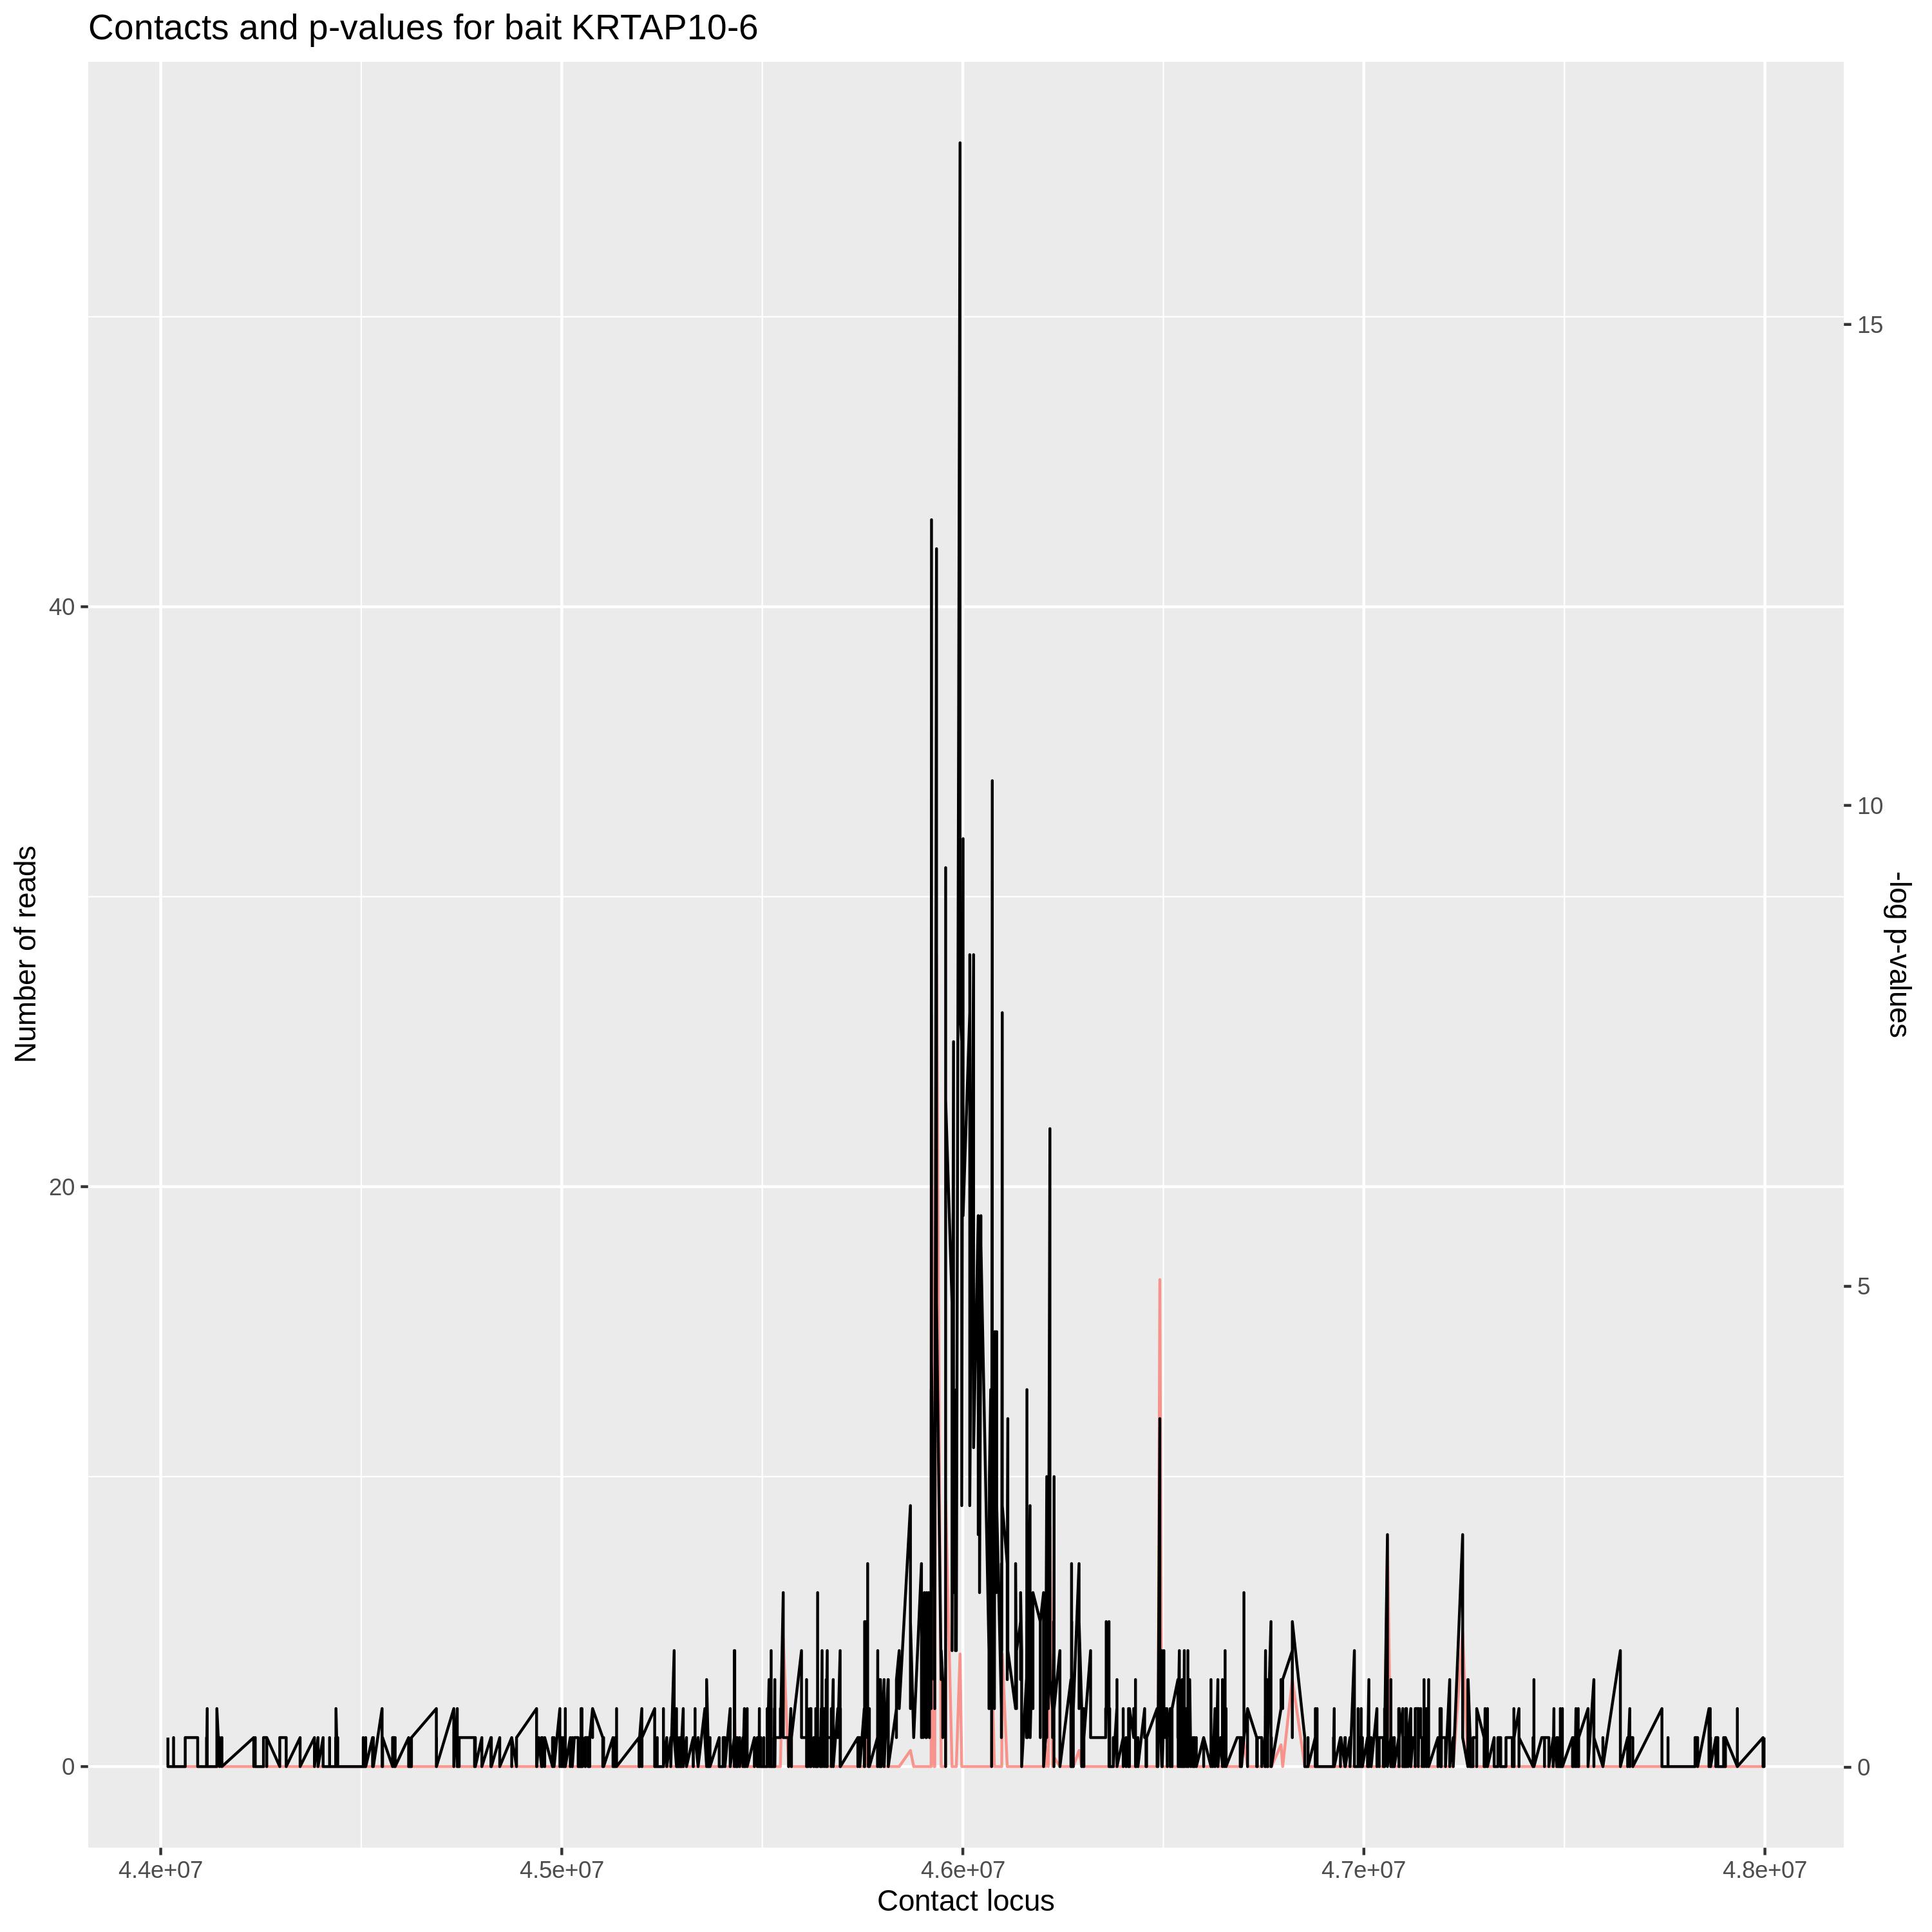 Contacts and p-values for bait KRTAP10-6
Number of reads
40
20
0
15
10
5
0
-log p-values
4.4e+07
4.5e+07
4.6e+07
4.7e+07
4.8e+07
Contact locus